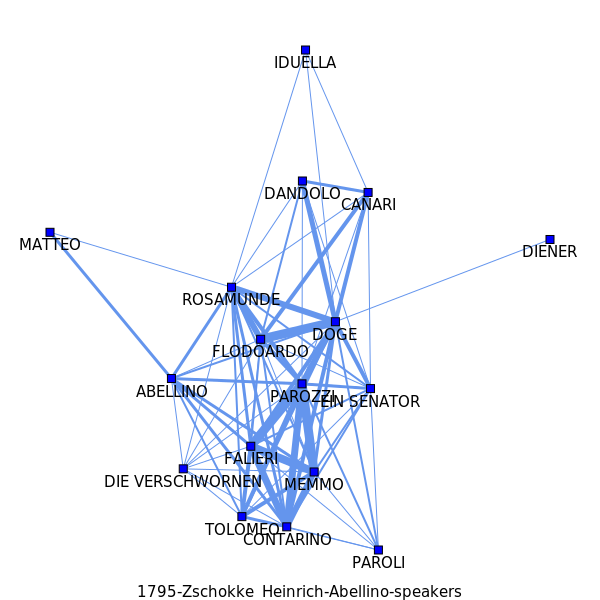 IDUELLA
DANDOLO
CANARI
MATTEO
DIENER
ROSAMUNDE
DOGE
FLODOARDO
ABELLINO
PAROZZI
EIN SENATOR
FALIERI
DIE VERSCHWORNEN
MEMMO
TOLOMEO
CONTARINO
PAROLI
1795-Zschokke_Heinrich-Abellino-speakers